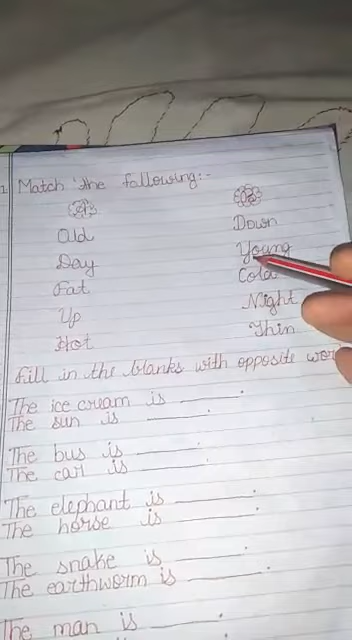 1 Match the following:-
A B
Old Down
Day Young
Fat Cold
Up Night
Hot Thin
Fill in the blanks with opposite
The ice cream is ______.
The sun is ______.
The bus is ______.
The car is ______.
The elephant is ______.
The horse is ______.
The snake is ______.
The earthworm is ______.
The man is ______.